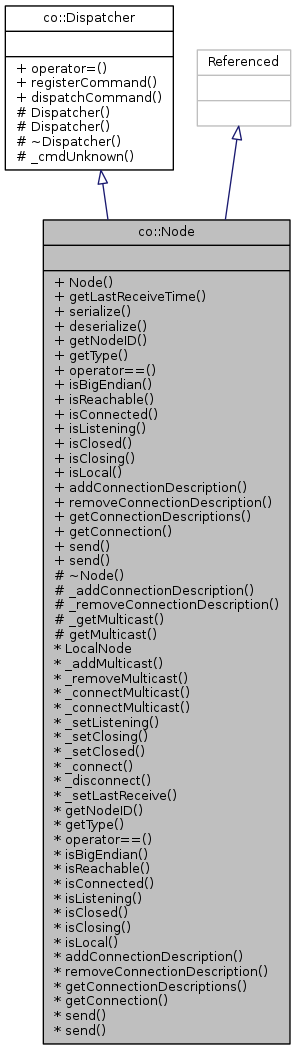 co::Dispatcher
+ operator=()
+ registerCommand()
+ dispatchCommand()
# Dispatcher()
# Dispatcher()
# ~Dispatcher()
# _cmdUnknown()
Referenced
co::Node
+ Node()
+ getLastReceiveTime()
+ serialize()
+ deserialize()
+ getNodeID()
+ getType()
+ operator==()
+ isBigEndian()
+ isReachable()
+ isConnected()
+ isListening()
+ isClosed()
+ isClosing()
+ isLocal()
+ addConnectionDescription()
+ removeConnectionDescription()
+ getConnectionDescriptions()
+ getConnection()
+ send()
+ send()
# ~Node()
# _addConnectionDescription()
# _removeConnectionDescription()
# _getMulticast()
# getMulticast()
* LocalNode
* _addMulticast()
* _removeMulticast()
* _connectMulticast()
* _connectMulticast()
* _setListening()
* _setClosing()
* _setClosed()
* _connect()
* _disconnect()
* _setLastReceive()
* getNodeID()
* getType()
* operator==()
* isBigEndian()
* isReachable()
* isConnected()
* isListening()
* isClosed()
* isClosing()
* isLocal()
* addConnectionDescription()
* removeConnectionDescription()
* getConnectionDescriptions()
* getConnection()
* send()
* send()